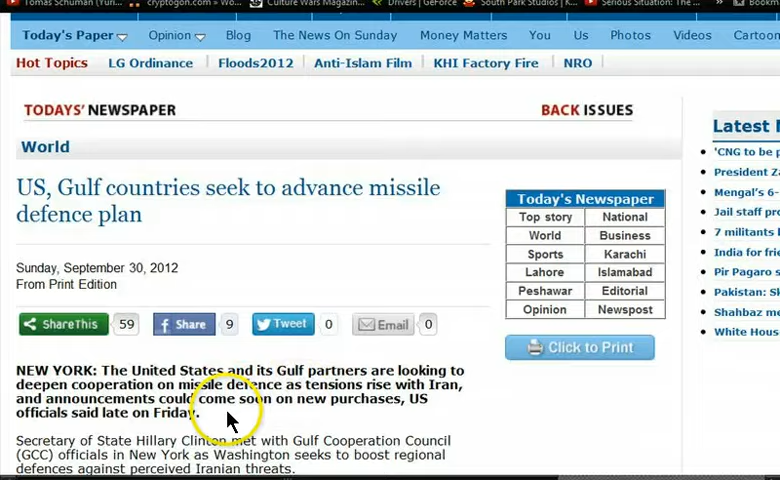 Tomas Schuman (Yuri... cryptogon.com » Wo... Culture Wars Magazin... Drivers | GeForce South Park Studios | K... Serious Situation: The ... » Bookm
Today's Paper Opinion Blog The News On Sunday Money Matters You Us Photos Videos Cartoon
Hot Topics LG Ordinance Floods2012 Anti-Islam Film KHI Factory Fire NRO
TODAYS' NEWSPAPER BACK ISSUES
World
US, Gulf countries seek to advance missile
defence plan
Sunday, September 30, 2012
From Print Edition
ShareThis 59 Share 9 Tweet 0 Email 0
NEW YORK: The United States and its Gulf partners are looking to
deepen cooperation on missile defence as tensions rise with Iran,
and announcements could come soon on new purchases, US
officials said late on Friday.
Secretary of State Hillary Clinton met with Gulf Cooperation Council
(GCC) officials in New York as Washington seeks to boost regional
defences against perceived Iranian threats.
Today's Newspaper
Top story National
World Business
Sports Karachi
Lahore Islamabad
Peshawar Editorial
Opinion Newspost
Click to Print
Latest
'CNG to be p
President Za
Mengal's 6-
Jail staff pro
7 militants
India for frie
Pir Pagaro s
Pakistan: Sk
Shahbaz me
White Hous